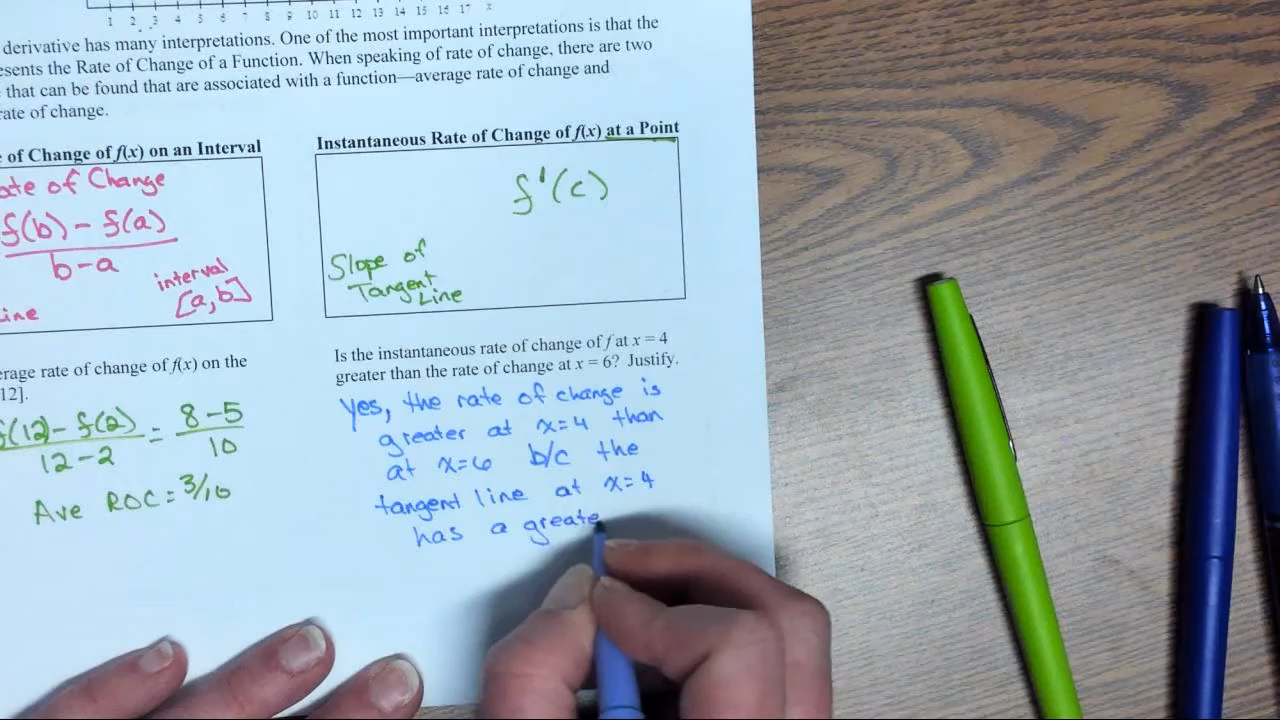 1 2 3 4 5 6 7 8 9 10 11 12 13 14 15 16 17 x
derivative has many interpretations. One of the most important interpretations is that the
esents the Rate of Change of a Function. When speaking of rate of change, there are two
that can be found that are associated with a function—average rate of change and
rate of change.
e of Change of f(x) on an Interval
ate of Change
f(b) - f(a)
b-a
interval
[a,b]
ine
Instantaneous Rate of Change of f(x) at a Point
f'(c)
Slope of
Tangent
Line
erage rate of change of f(x) on the
12].
f(12) - f(2) = 8-5
12-2 10
Ave ROC = 3/10
Is the instantaneous rate of change of f at x = 4
greater than the rate of change at x = 6? Justify.
Yes, the rate of change is
greater at x=4 than
at x=6 b/c the
tangent line at x=4
has a greate